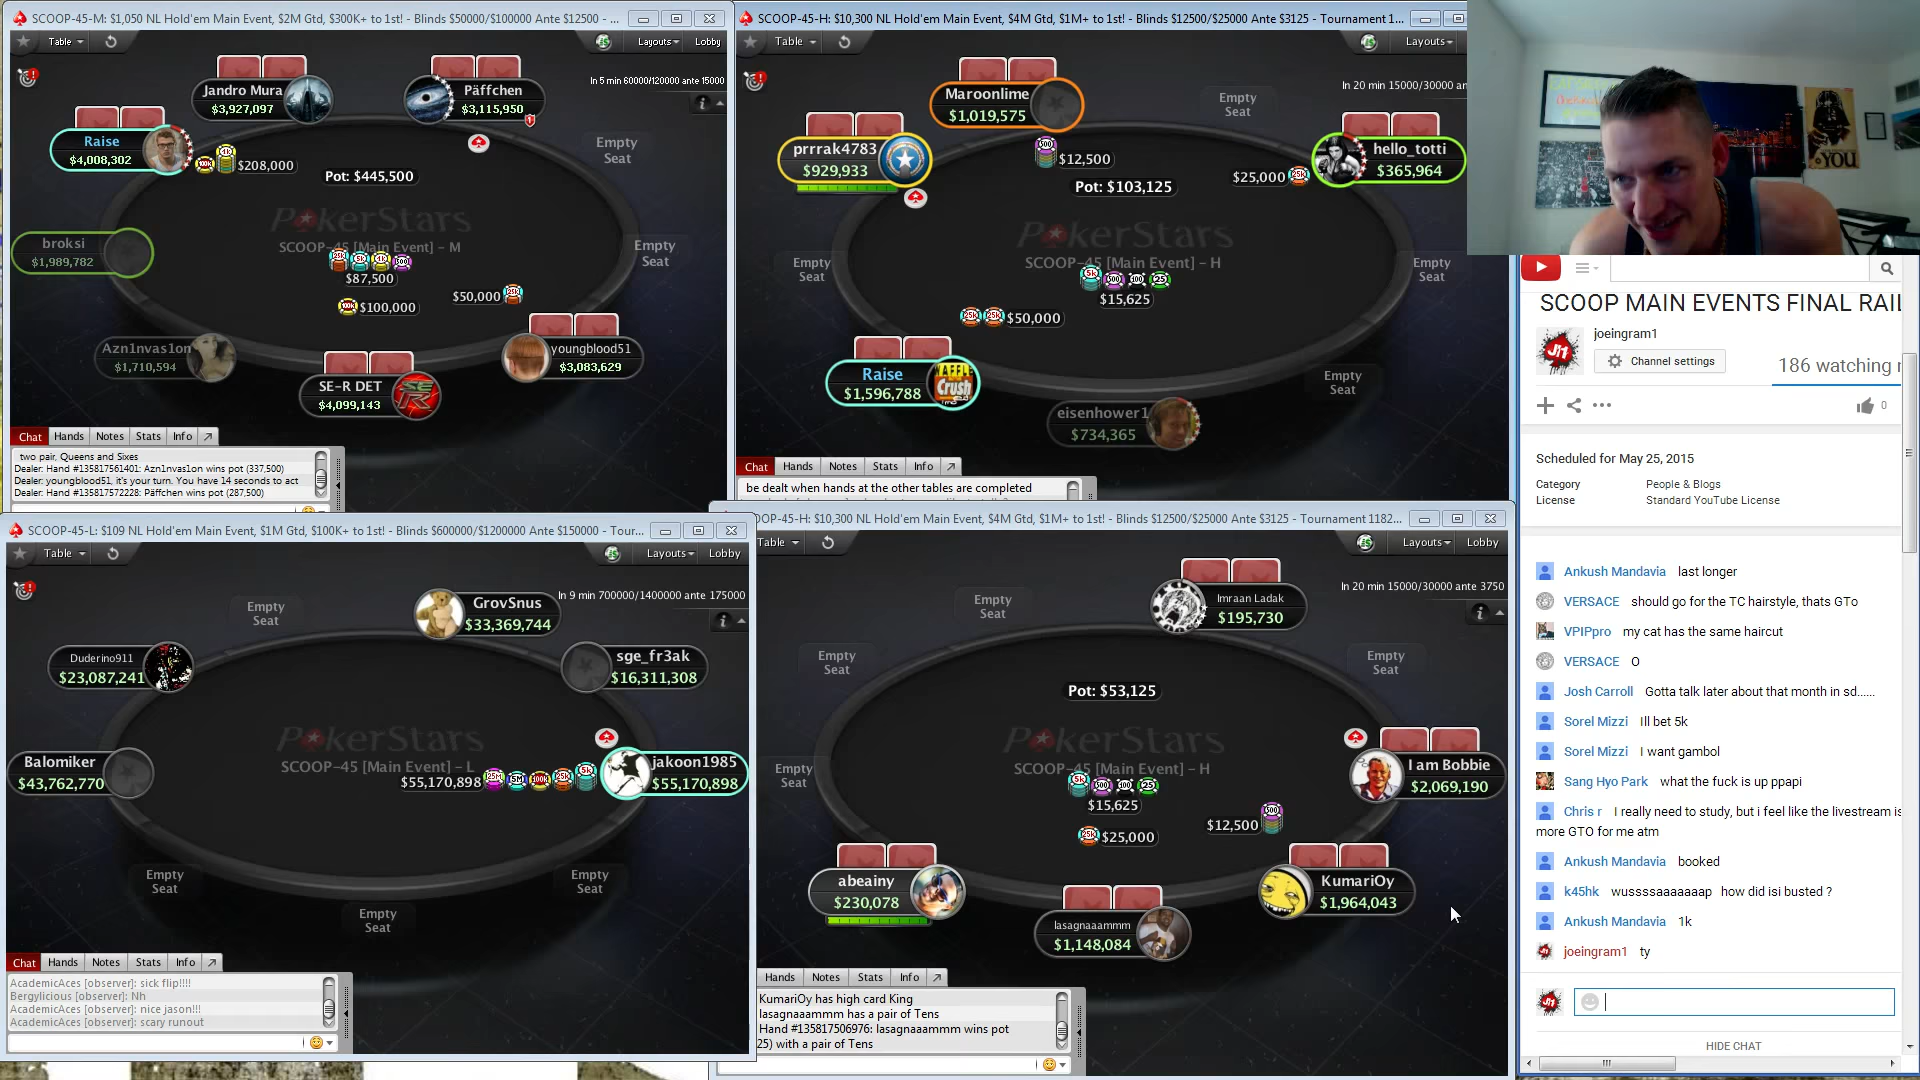 SCOOP-45-M: $1,050 NL Hold'em Main Event, $2M Gtd, $300K+ to 1st! - Blinds $50000/$100000 Ante $12500 - ...
Table
Layouts
Lobby
In 5 min 60000/120000 ante 15000
Jandro Mura
$3,927,097
Päffchen
$3,115,950
Raise
$4,008,302
$208,000
Empty
Seat
Pot: $445,500
PokerStars
SCOOP-45 [Main Event] - M
broksi
$1,989,782
Empty
Seat
$87,500
$100,000
$50,000
Azn1nvas1on
$1,710,594
SE-R DET
$4,099,143
youngblood51
$3,083,629
Chat
Hands
Notes
Stats
Info
two pair, Queens and Sixes
Dealer: Hand #135817561401: Azn1nvas1on wins pot (337,500)
Dealer: youngblood51, it's your turn. You have 14 seconds to act
Dealer: Hand #135817572228: Päffchen wins pot (287,500)
SCOOP-45-H: $10,300 NL Hold'em Main Event, $4M Gtd, $1M+ to 1st! - Blinds $12500/$25000 Ante $3125 - Tournament 1...
Table
Layouts
In 20 min 15000/30000 an
Maroonlime
$1,019,575
Empty
Seat
prrrak4783
$929,933
$12,500
hello_totti
$365,964
$25,000
Pot: $103,125
PokerStars
SCOOP-45 [Main Event] - H
Empty
Seat
Empty
Seat
$15,625
$50,000
Raise
$1,596,788
Empty
Seat
eisenhower1
$734,365
Chat
Hands
Notes
Stats
Info
be dealt when hands at the other tables are completed
SCOOP-45-L: $109 NL Hold'em Main Event, $1M Gtd, $100K+ to 1st! - Blinds $600000/$1200000 Ante $150000 - Tour...
Table
Layouts
Lobby
In 9 min 700000/1400000 ante 175000
Empty
Seat
GrovSnus
$33,369,744
Duderino911
$23,087,241
sge_fr3ak
$16,311,308
PokerStars
SCOOP-45 [Main Event] - L
Balomiker
$43,762,770
$55,170,898
jakoon1985
$55,170,898
Empty
Seat
Empty
Seat
Empty
Seat
Chat
Hands
Notes
Stats
Info
AcademicAces [observer]: sick flip!!!!
Bergylicious [observer]: Nh
AcademicAces [observer]: nice jason!!!
AcademicAces [observer]: scary runout
OOP-45-H: $10,300 NL Hold'em Main Event, $4M Gtd, $1M+ to 1st! - Blinds $12500/$25000 Ante $3125 - Tournament 1182...
Table
Layouts
Lobby
In 20 min 15000/30000 ante 3750
Empty
Seat
Imraan Ladak
$195,730
Empty
Seat
Empty
Seat
Pot: $53,125
PokerStars
SCOOP-45 [Main Event] - H
Empty
Seat
I am Bobbie
$2,069,190
$15,625
$25,000
$12,500
abeainy
$230,078
KumariOy
$1,964,043
lasagnaaammm
$1,148,084
Hands
Notes
Stats
Info
KumariOy has high card King
lasagnaaammm has a pair of Tens
Hand #135817506976: lasagnaaammm wins pot
25) with a pair of Tens
YOU
SCOOP MAIN EVENTS FINAL RAIL
joeingram1
Channel settings
186 watching
0
Scheduled for May 25, 2015
Category People & Blogs
License Standard YouTube License
Ankush Mandavia last longer
VERSACE should go for the TC hairstyle, thats GTo
VPIPpro my cat has the same haircut
VERSACE O
Josh Carroll Gotta talk later about that month in sd......
Sorel Mizzi Ill bet 5k
Sorel Mizzi I want gambol
Sang Hyo Park what the fuck is up ppapi
Chris r I really need to study, but i feel like the livestream is
more GTO for me atm
Ankush Mandavia booked
k45hk wussssaaaaaaap how did isi busted ?
Ankush Mandavia 1k
joeingram1 ty
HIDE CHAT